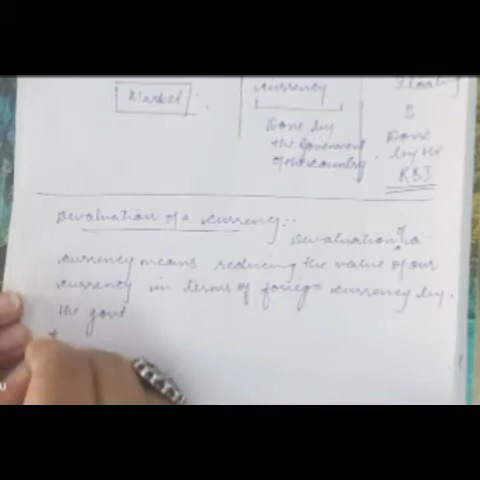 Market
currency
Done by
the Government
of the country.
Floating
Done
by the
RBI
Devaluation of a currency:-
Devaluation of a
currency means reducing the value of our
currency in terms of foreign currency by
the govt